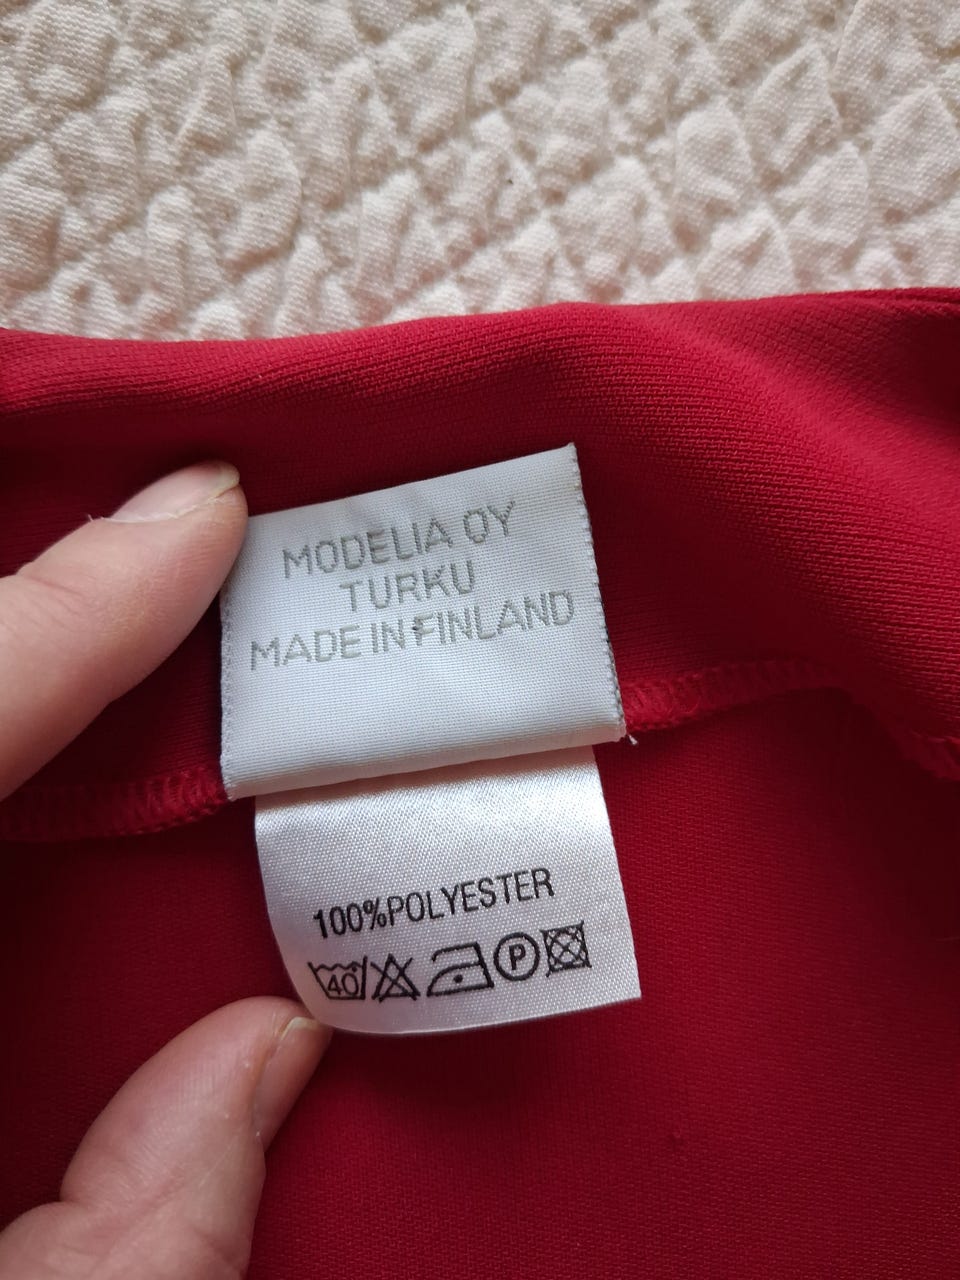 MODELIA OY
TURKU
MADE IN FINLAND
100%POLYESTER
40 P